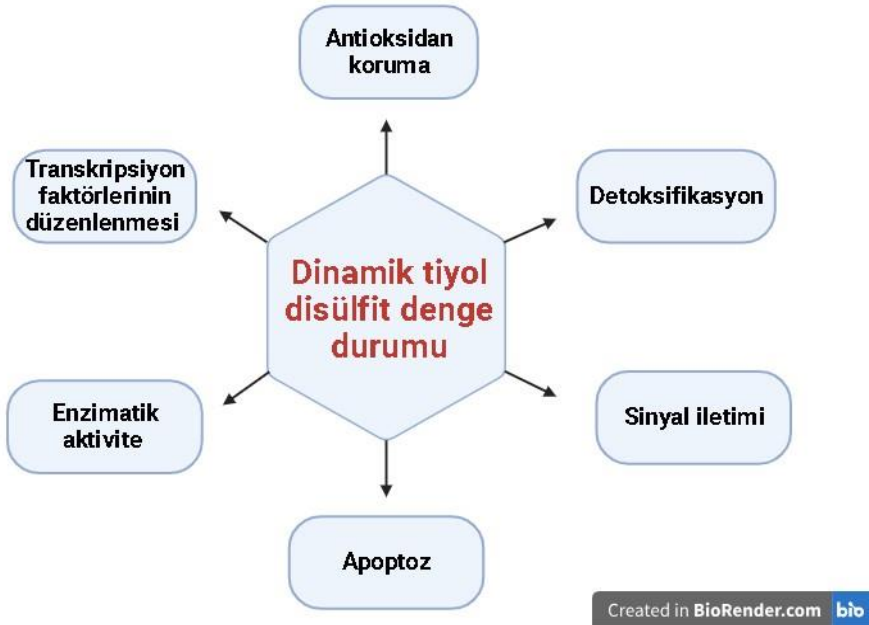 Antioksidan
koruma
Transkripsiyon
faktörlerinin
düzenlenmesi
Detoksifikasyon
Dinamik tiyol
disülfit denge
durumu
Enzimatik
aktivite
Sinyal iletimi
Apoptoz
Created in BioRender.com bio